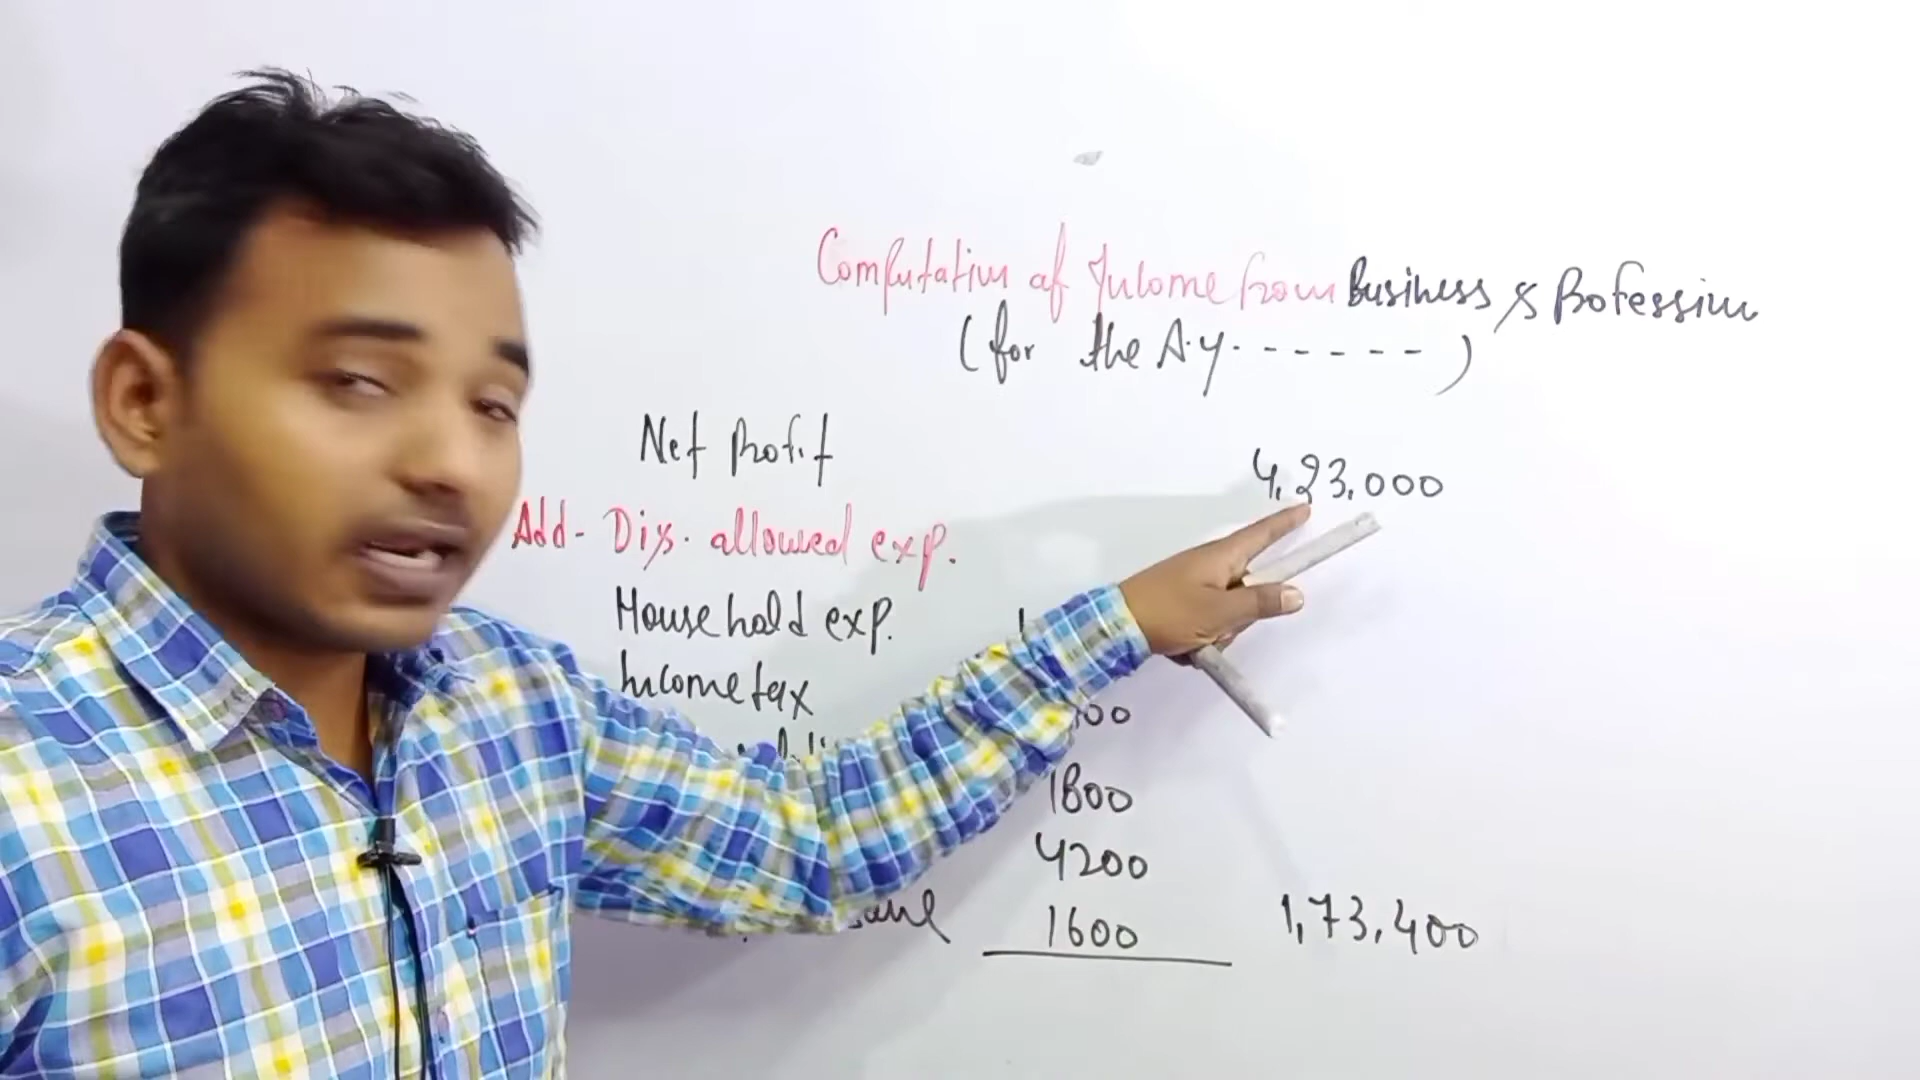 Computation of Income from Business & Profession
(for the A.y. ------)
Net Profit 4,23,000
Add- Dis. allowed exp.
Household exp.
Income tax
1800
4200
1600 1,73,400